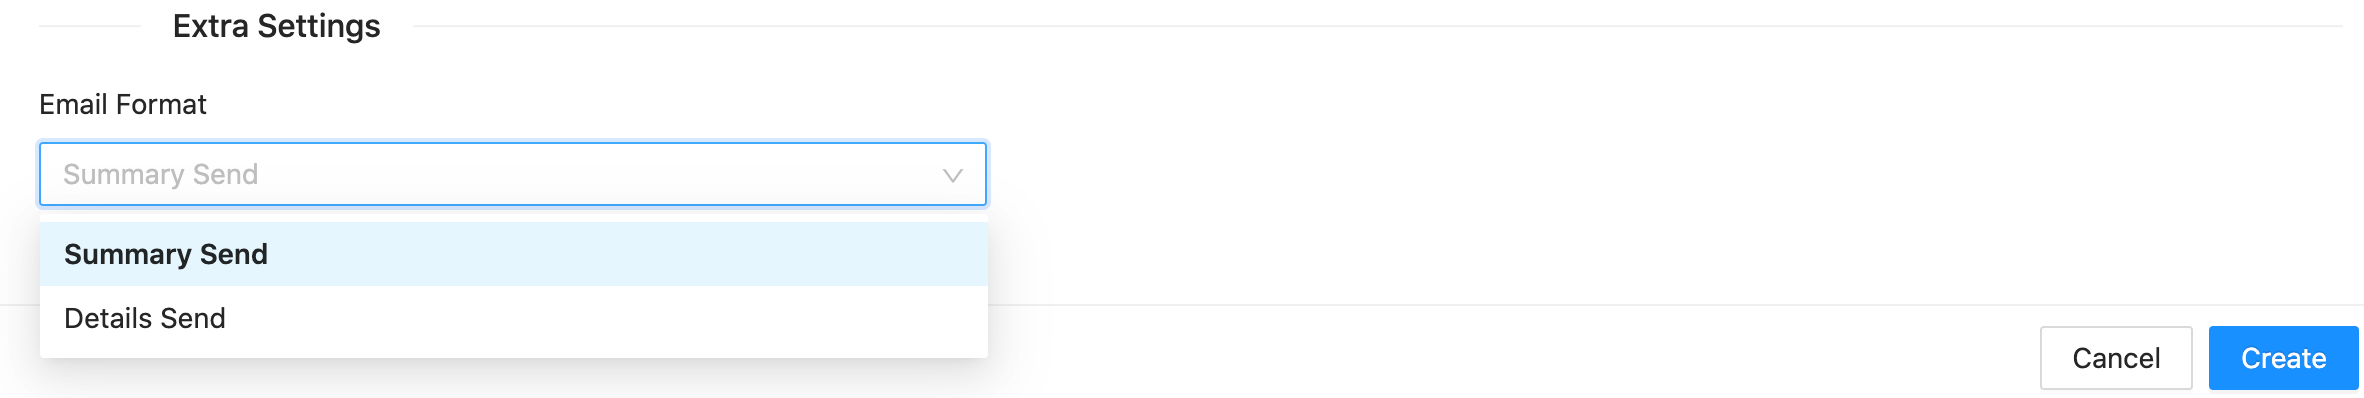 Extra Settings
Email Format
Summary Send
Summary Send
Details Send
Cancel
Create